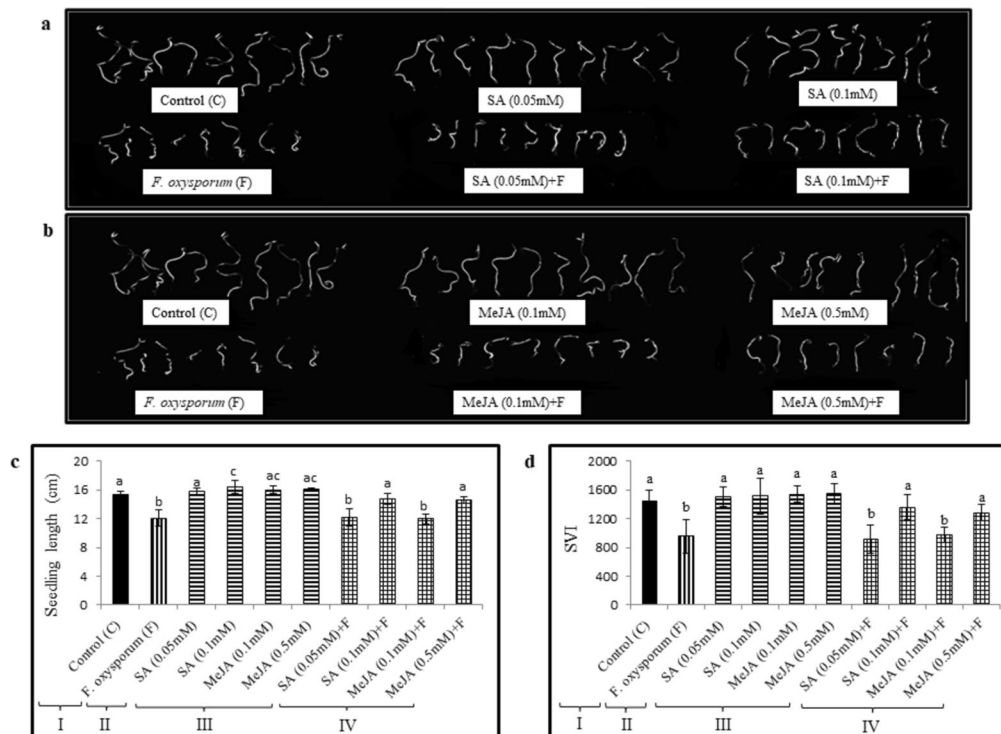 a
Control (C)
SA (0.05mM)
SA (0.1mM)
F. oxysporum (F)
SA (0.05mM)+F
SA (0.1mM)+F
b
Control (C)
MeJA (0.1mM)
MeJA (0.5mM)
F. oxysporum (F)
MeJA (0.1mM)+F
MeJA (0.5mM)+F
c
Seedling length (cm)
20
16
12
8
4
0
a
b
a
c
ac
ac
b
a
b
a
Control (C)
F. oxysporum (F)
SA (0.05mM)
SA (0.1mM)
MeJA (0.1mM)
MeJA (0.5mM)
SA (0.05mM)+F
SA (0.1mM)+F
MeJA (0.1mM)+F
MeJA (0.5mM)+F
I
II
III
IV
d
SVI
2000
1600
1200
800
400
0
a
b
a
a
a
a
b
a
b
a
Control (C)
F. oxysporum (F)
SA (0.05mM)
SA (0.1mM)
MeJA (0.1mM)
MeJA (0.5mM)
SA (0.05mM)+F
SA (0.1mM)+F
MeJA (0.1mM)+F
MeJA (0.5mM)+F
I
II
III
IV